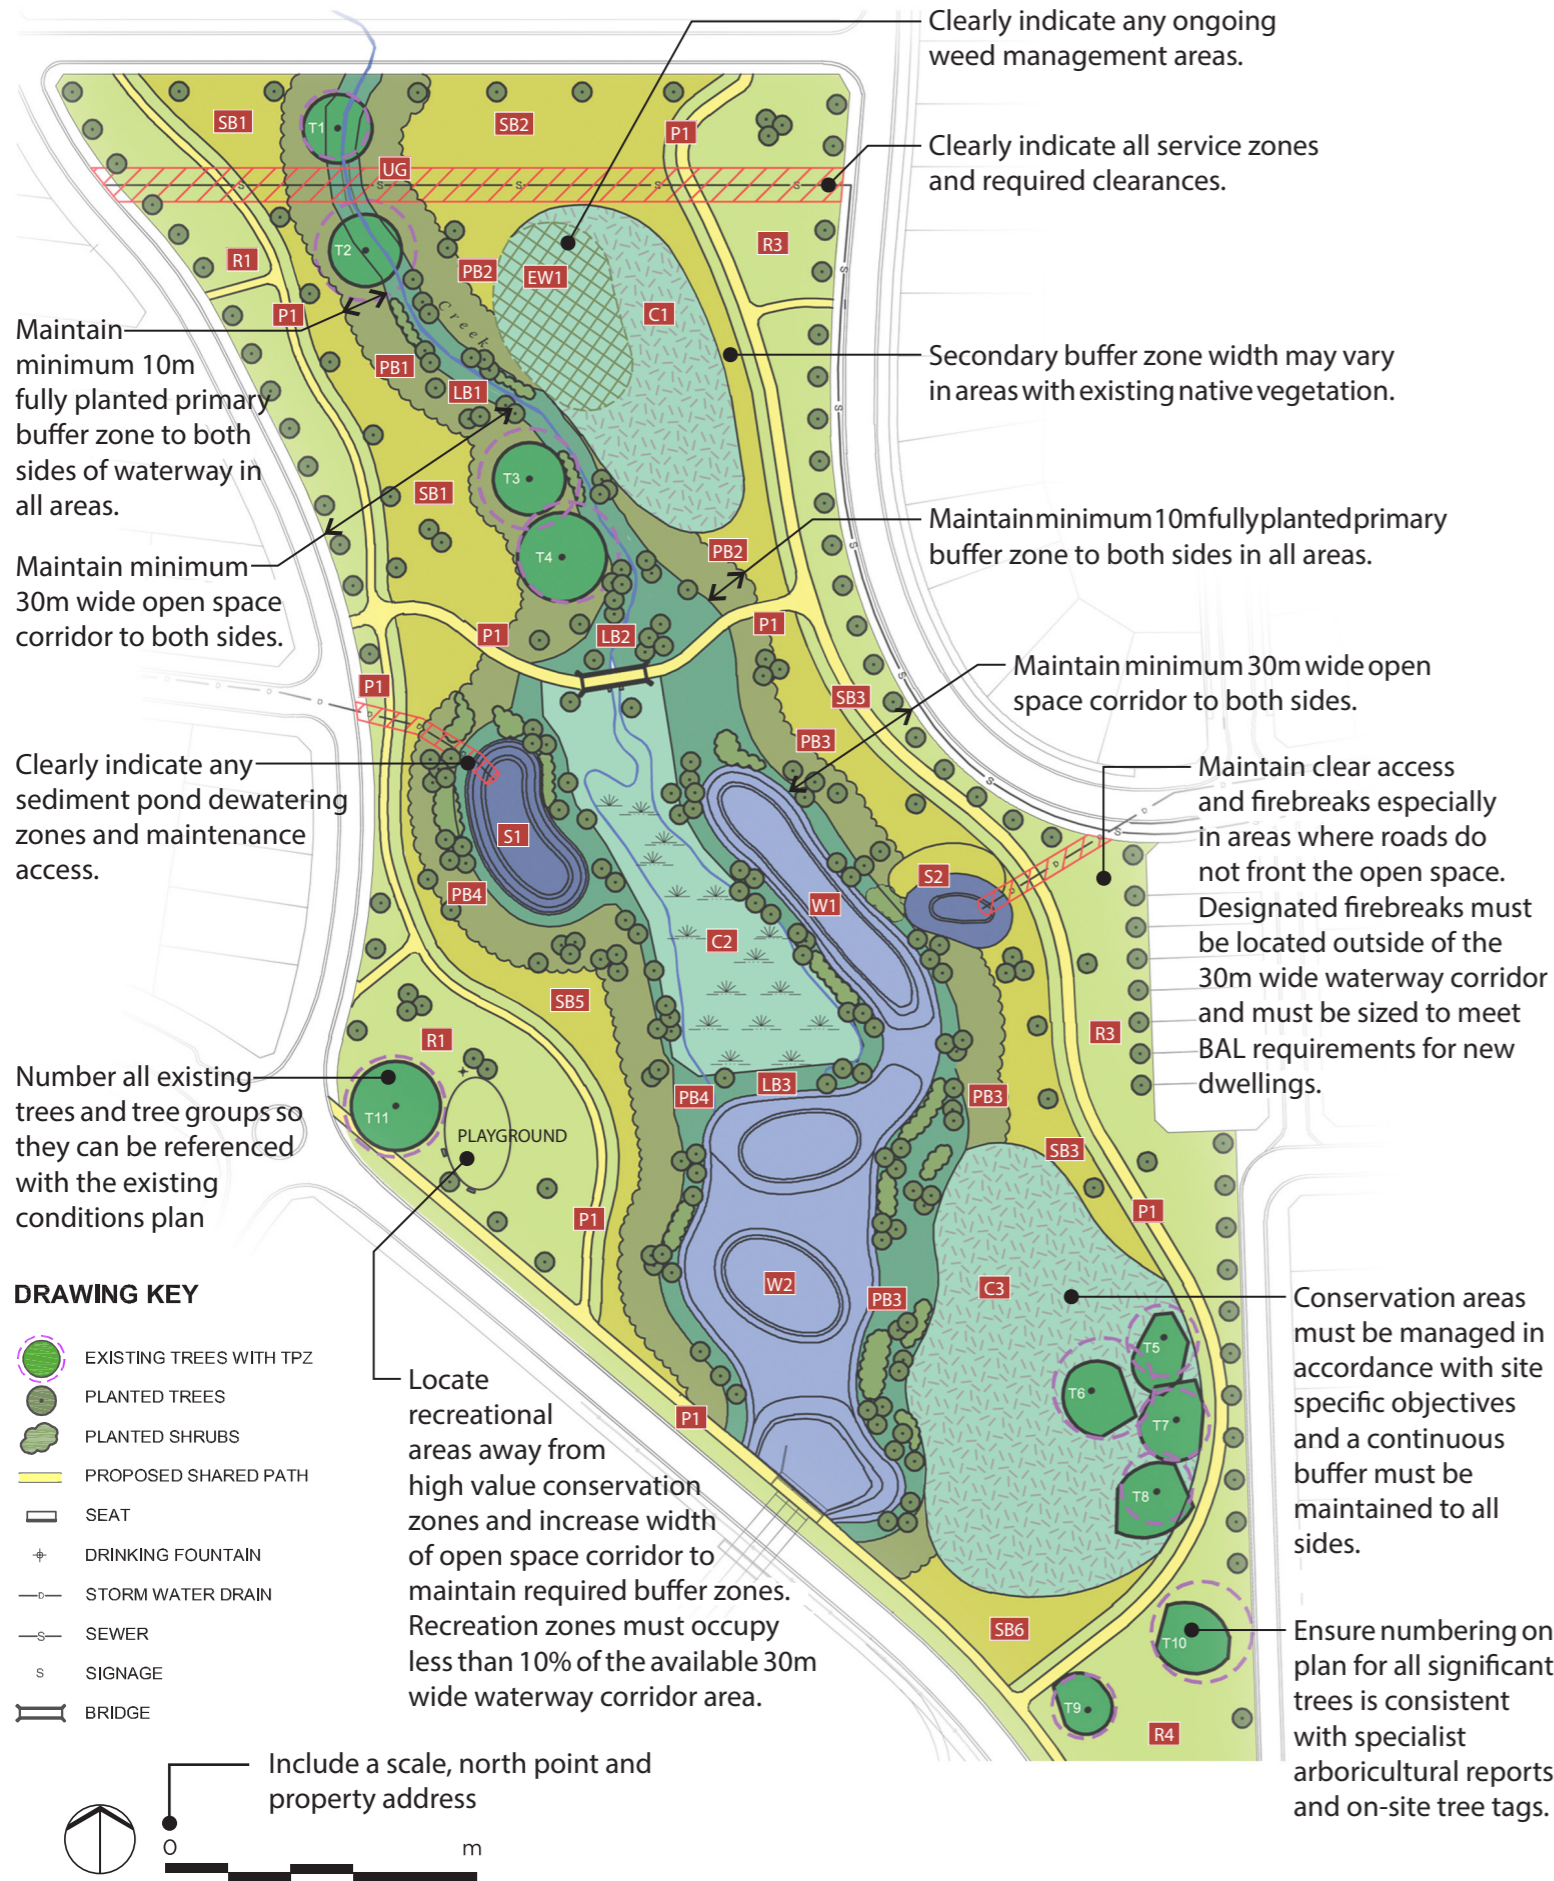 Clearly indicate any ongoing
weed management areas.
Clearly indicate all service zones
and required clearances.
Secondary buffer zone width may vary
in areas with existing native vegetation.
Maintain minimum 10m fully planted primary
buffer zone to both sides in all areas.
Maintain minimum 30m wide open
space corridor to both sides.
Maintain clear access
and firebreaks especially
in areas where roads do
not front the open space.
Designated firebreaks must
be located outside of the
30m wide waterway corridor
and must be sized to meet
BAL requirements for new
dwellings.
Conservation areas
must be managed in
accordance with site
specific objectives
and a continuous
buffer must be
maintained to all
sides.
Ensure numbering on
plan for all significant
trees is consistent
with specialist
arboricultural reports
and on-site tree tags.
Maintain
minimum 10m
fully planted primary
buffer zone to both
sides of waterway in
all areas.
Maintain minimum
30m wide open space
corridor to both sides.
Clearly indicate any
sediment pond dewatering
zones and maintenance
access.
Number all existing
trees and tree groups so
they can be referenced
with the existing
conditions plan
Locate
recreational
areas away from
high value conservation
zones and increase width
of open space corridor to
maintain required buffer zones.
Recreation zones must occupy
less than 10% of the available 30m
wide waterway corridor area.
SB1
T1
SB2
P1
UG
S
S
S
S
R1
T2
PB2
EW1
R3
S
Creek
P1
C1
PB1
LB1
S
T3
SB1
S
T4
PB2
P1
LB2
P1
P1
S
SB3
D
D
PB3
S
D
S
S1
S2
D
PB4
W1
C2
SB5
R1
R3
PB4
LB3
PB3
T11
PLAYGROUND
SB3
P1
P1
W2
C3
PB3
T5
T6
T7
P1
T8
SB6
T10
T9
R4
DRAWING KEY
EXISTING TREES WITH TPZ
PLANTED TREES
PLANTED SHRUBS
PROPOSED SHARED PATH
SEAT
DRINKING FOUNTAIN
D STORM WATER DRAIN
S SEWER
S SIGNAGE
BRIDGE
Include a scale, north point and
property address
0 m